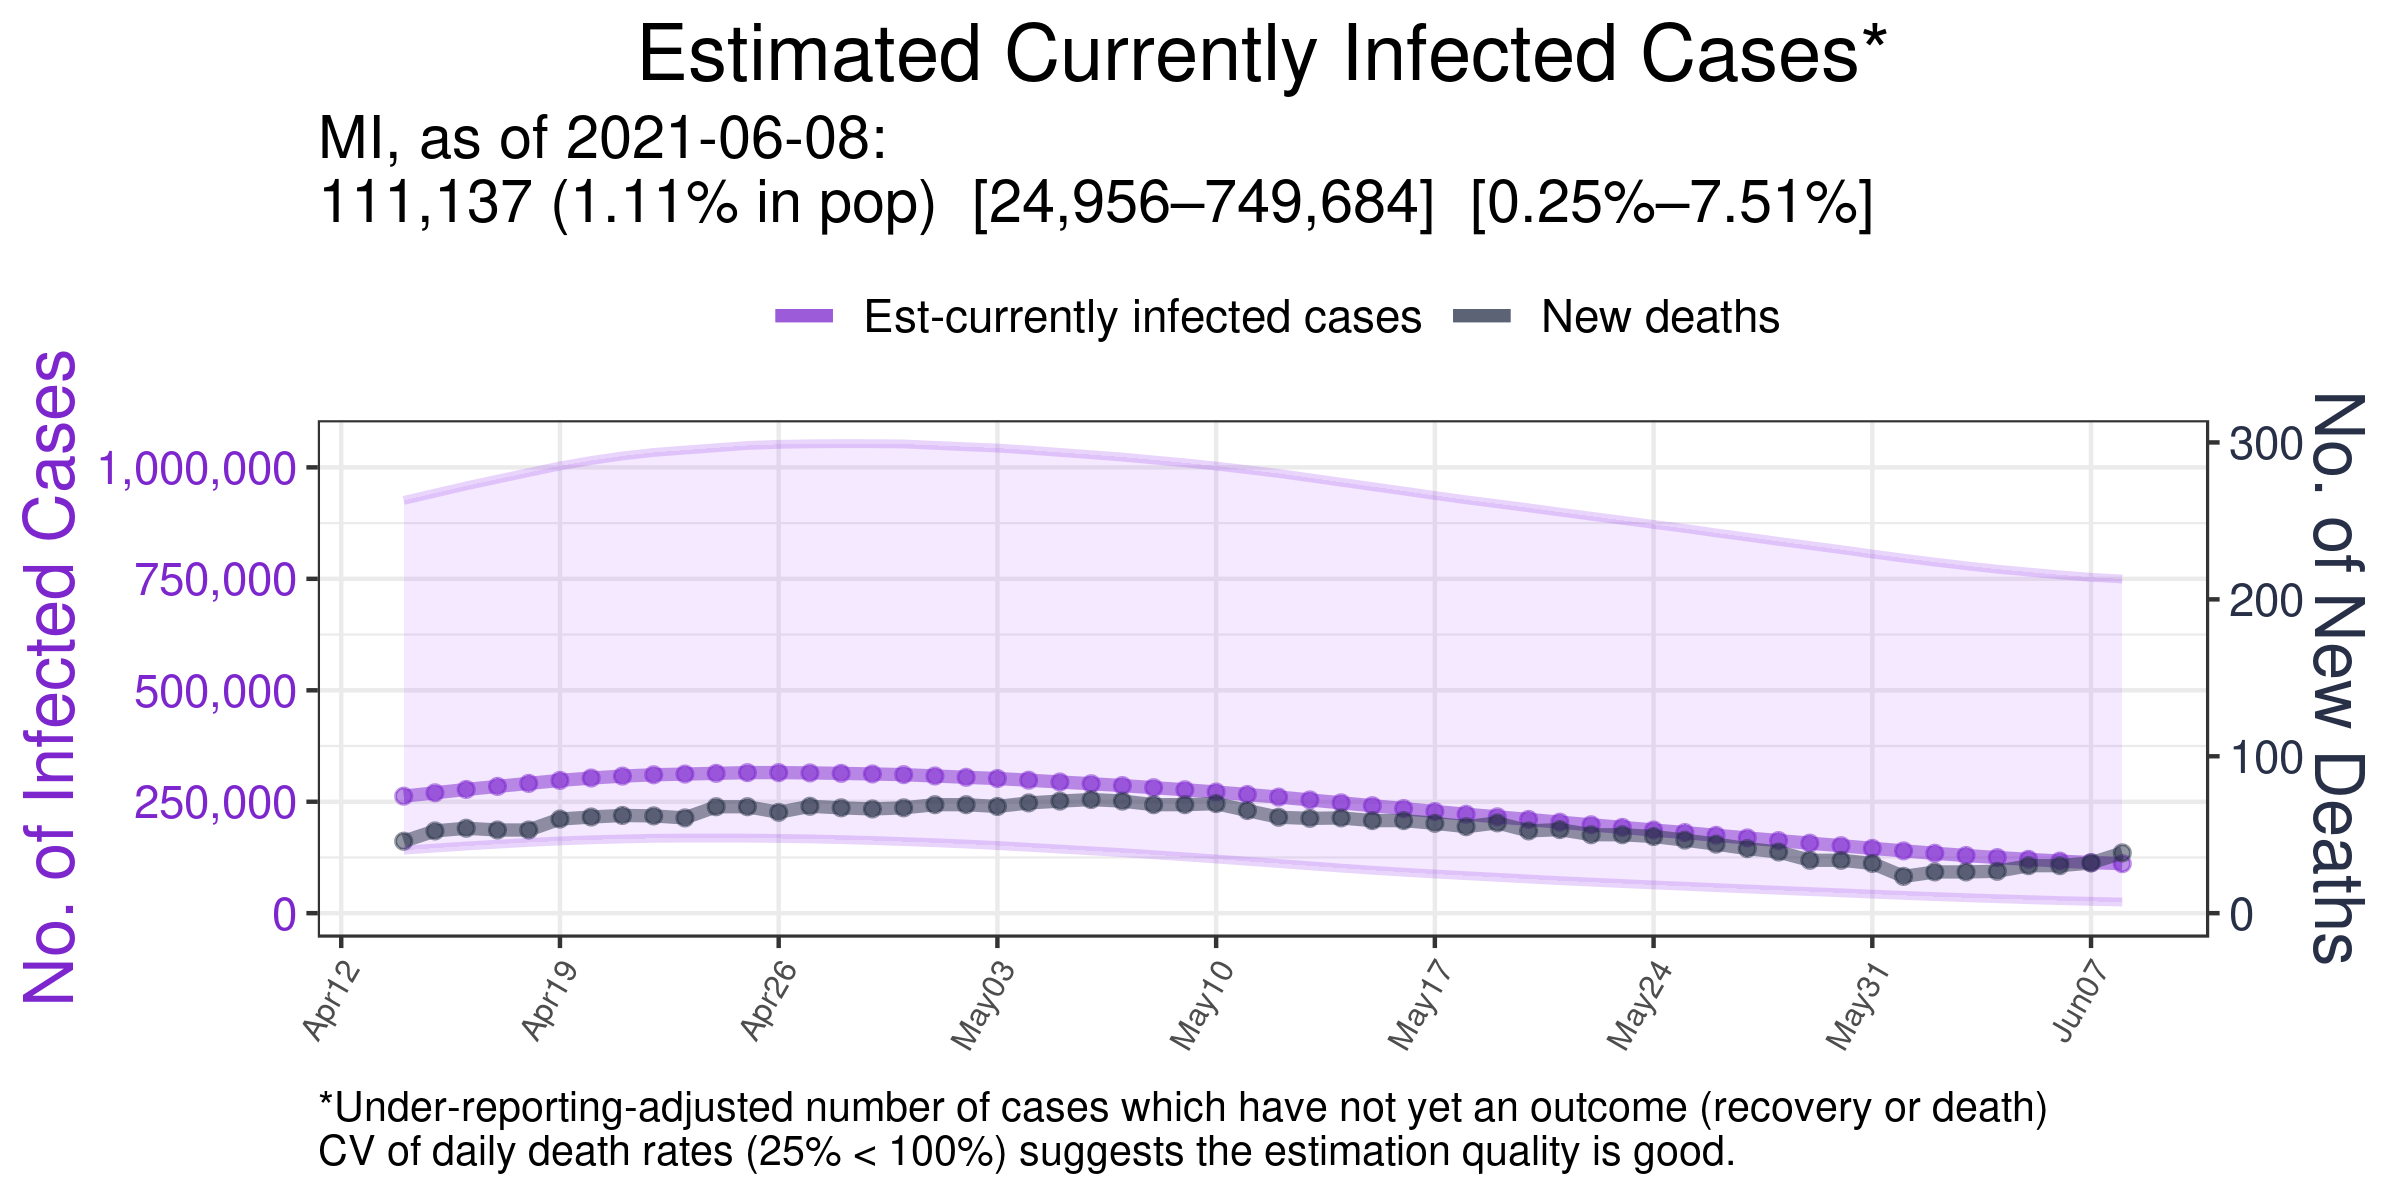 Estimated Currently Infected Cases*
MI, as of 2021-06-08:
111,137 (1.11% in pop)  [24,956–749,684]  [0.25%–7.51%]
Est-currently infected cases
New deaths
No. of Infected Cases
1,000,000
750,000
500,000
250,000
0
300
200
100
0
No. of New Deaths
Apr12
Apr19
Apr26
May03
May10
May17
May24
May31
Jun07
*Under-reporting-adjusted number of cases which have not yet an outcome (recovery or death)
CV of daily death rates (25% < 100%) suggests the estimation quality is good.